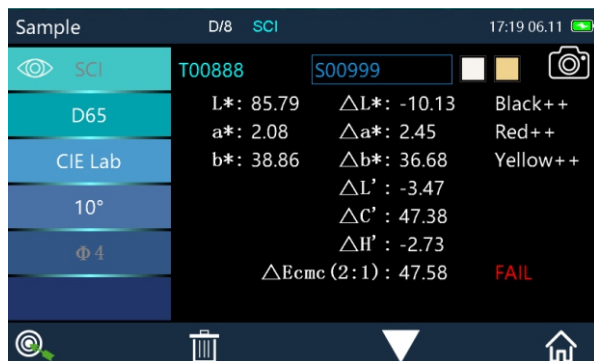 Sample D/8 SCI 17:19 06.11
SCI T00888 S00999
D65 L*: 85.79 △L*: -10.13 Black++
a*: 2.08 △a*: 2.45 Red++
CIE Lab b*: 38.86 △b*: 36.68 Yellow++
10° △L': -3.47
△C': 47.38
Φ4 △H': -2.73
△Ecmc(2:1): 47.58 FAIL